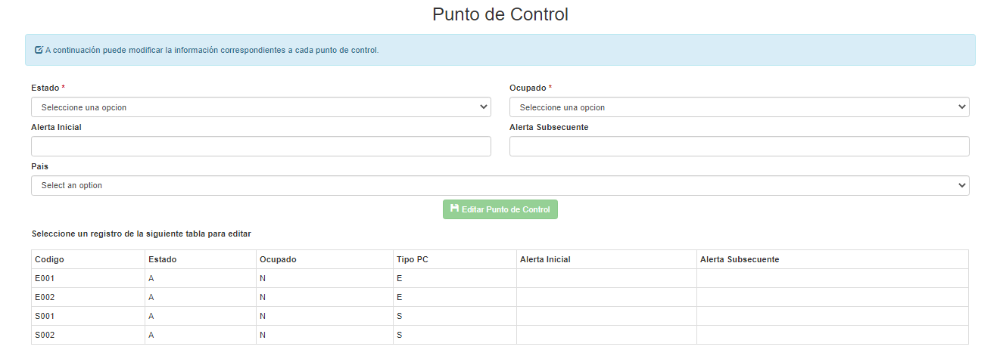 Punto de Control
A continuación puede modificar la información correspondientes a cada punto de control.
Estado * Ocupado *
Seleccione una opcion Seleccione una opcion
Alerta Inicial Alerta Subsecuente
Pais
Select an option
Editar Punto de Control
Seleccione un registro de la siguiente tabla para editar
Codigo Estado Ocupado Tipo PC Alerta Inicial Alerta Subsecuente
E001 A N E
E002 A N E
S001 A N S
S002 A N S